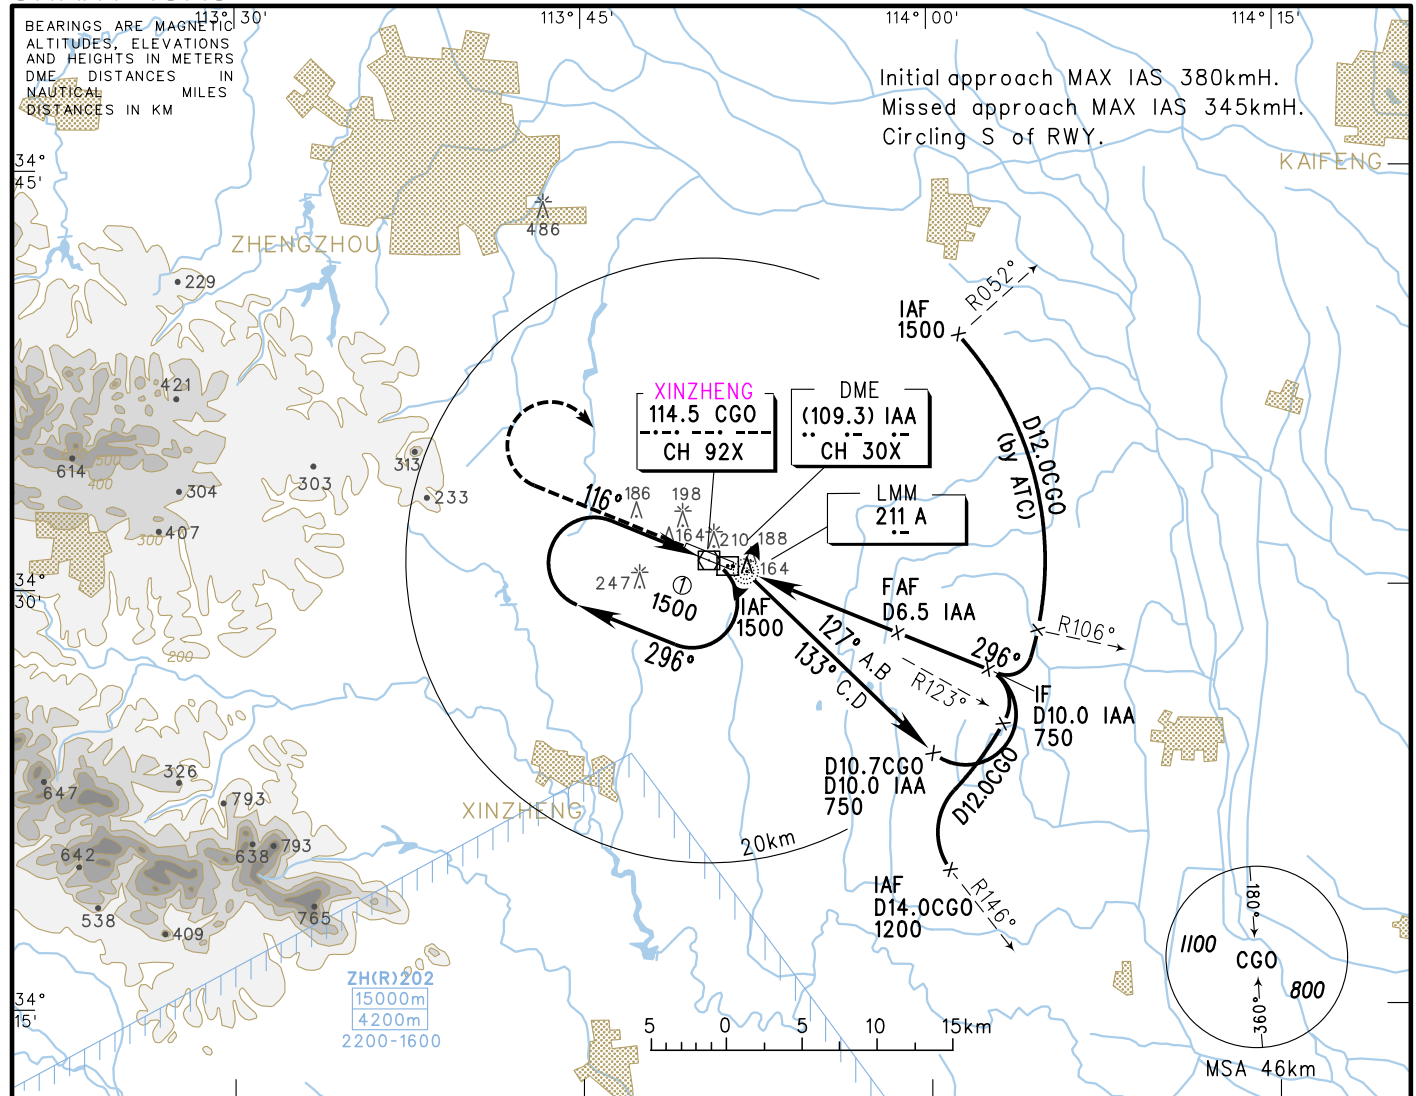 113° 30'
113° 45'
114° 00'
114° 15'
BEARINGS ARE MAGNETIC
ALTITUDES, ELEVATIONS
AND HEIGHTS IN METERS
DME DISTANCES IN
NAUTICAL MILES
DISTANCES IN KM
Initial approach MAX IAS 380kmH.
Missed approach MAX IAS 345kmH.
Circling S of RWY.
KAIFENG
34°
45'
ZHENGZHOU
486
229
R052°
IAF
1500
421
XINZHENG
114.5 CGO
CH 92X
DME
(109.3) IAA
CH 30X
D12.0CGO
(by ATC)
614
500
400
313
303
304
233
407
300
LMM
211 A
116°
186
198
164
210
188
164
247
1
1500
IAF
1500
34°
30'
FAF
D6.5 IAA
R106°
296°
127° A.B
133° C.D
R123°
296°
IF
D10.0 IAA
750
200
D10.7CGO
D10.0 IAA
750
D12.0CGO
647
326
793
XINZHENG
642
638
793
20km
538
409
765
IAF
D14.0CGO
1200
R146°
180°
1100
CGO
800
360°
MSA 46km
ZH(R)202
15000m
4200m
2200-1600
34°
15'
5 0 5 10 15km